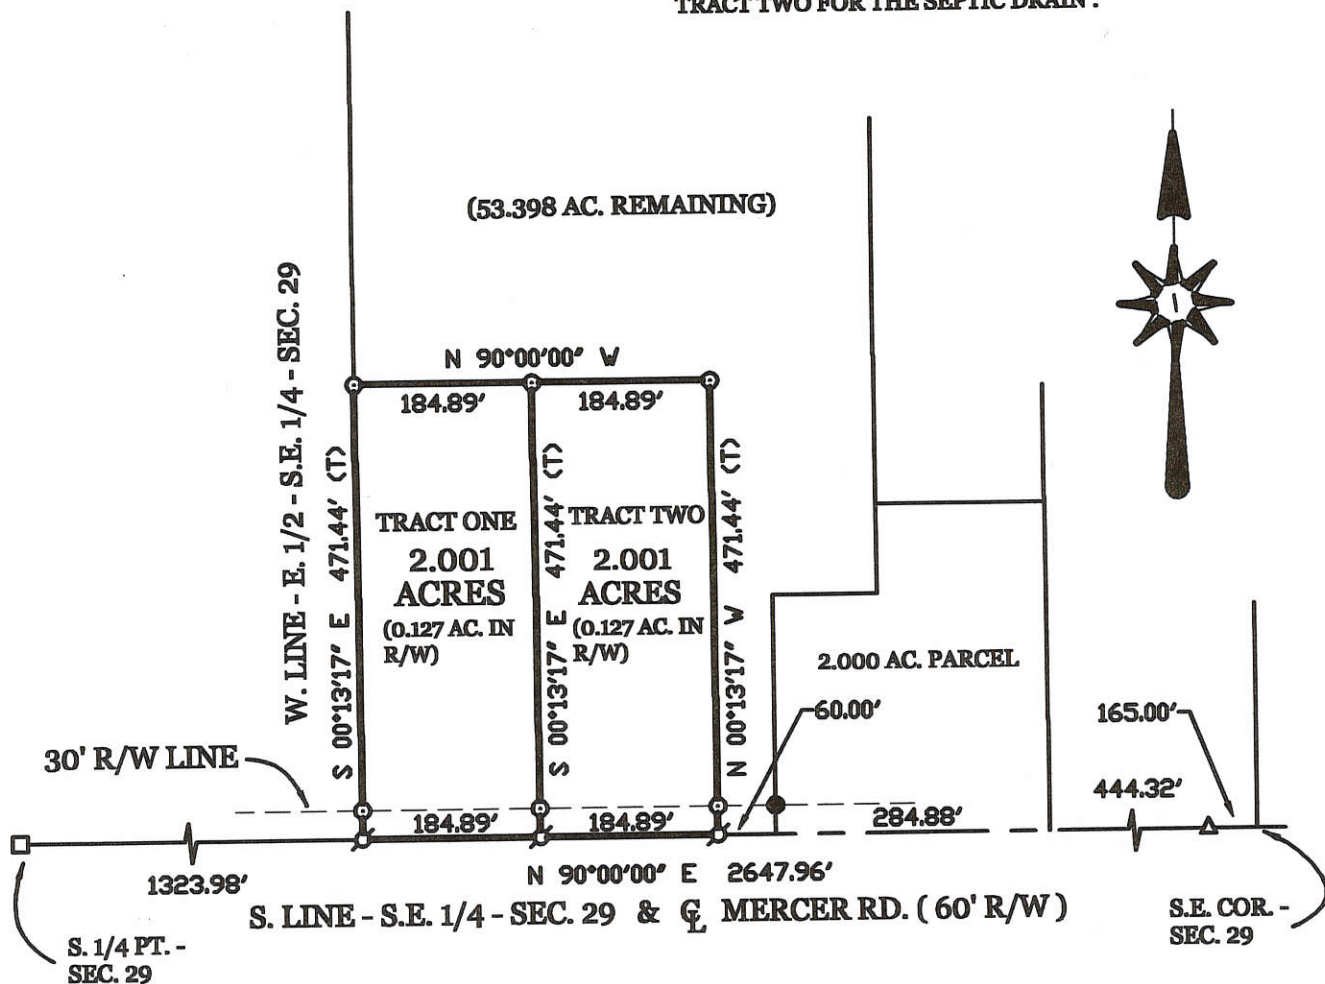 TRACT TWO FOR THE SEPTIC DRAIN .
(53.398 AC. REMAINING)
W. LINE - E. 1/2 - S.E. 1/4 - SEC. 29
N 90°00'00" W
184.89'
184.89'
S 00°13'17" E 471.44' (T)
S 00°13'17" E 471.44' (T)
N 00°13'17" W 471.44' (T)
TRACT ONE
2.001
ACRES
(0.127 AC. IN
R/W)
TRACT TWO
2.001
ACRES
(0.127 AC. IN
R/W)
2.000 AC. PARCEL
60.00'
165.00'
30' R/W LINE
444.32'
184.89'
184.89'
284.88'
1323.98'
N 90°00'00" E 2647.96'
S. LINE - S.E. 1/4 - SEC. 29 & ℄ MERCER RD. ( 60' R/W )
S. 1/4 PT. -
SEC. 29
S.E. COR. -
SEC. 29